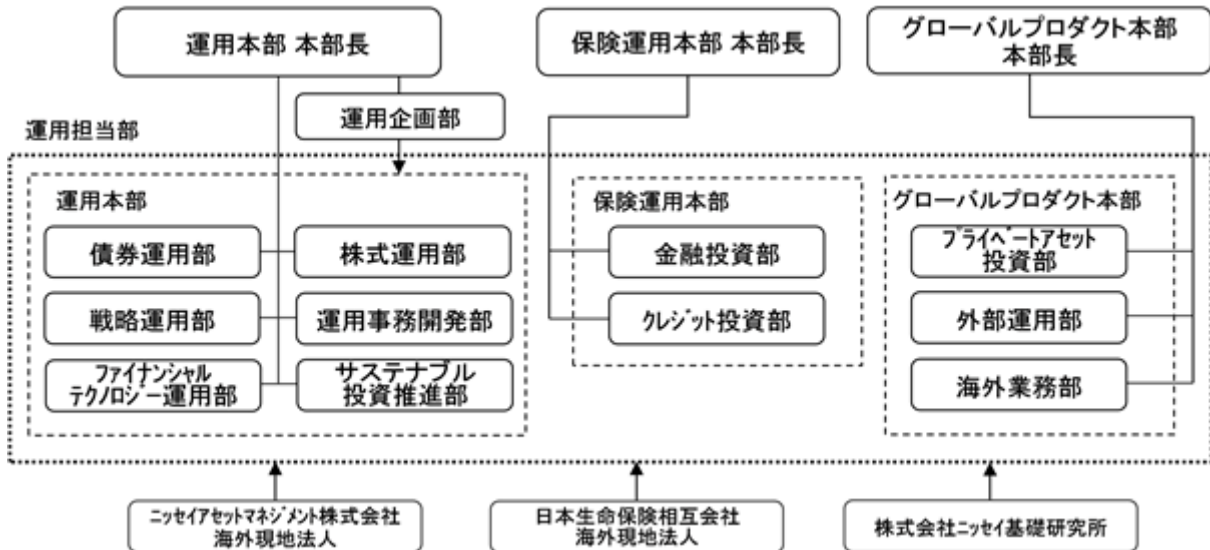 運用本部 本部長
保険運用本部 本部長
グローバルプロダクト本部
本部長
運用企画部
運用担当部
運用本部
債券運用部
株式運用部
戦略運用部
運用事務開発部
ファイナンシャル
テクノロジー運用部
サステナブル
投資推進部
保険運用本部
金融投資部
クレジット投資部
グローバルプロダクト本部
プライベートアセット
投資部
外部運用部
海外業務部
ニッセイアセットマネジメント株式会社
海外現地法人
日本生命保険相互会社
海外現地法人
株式会社ニッセイ基礎研究所